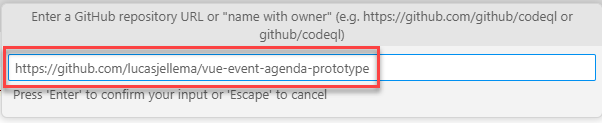 Enter a GitHub repository URL or "name with owner" (e.g. https://github.com/github/codeql or
github/codeql)
https://github.com/lucasjellema/vue-event-agenda-prototype
Press 'Enter' to confirm your input or 'Escape' to cancel